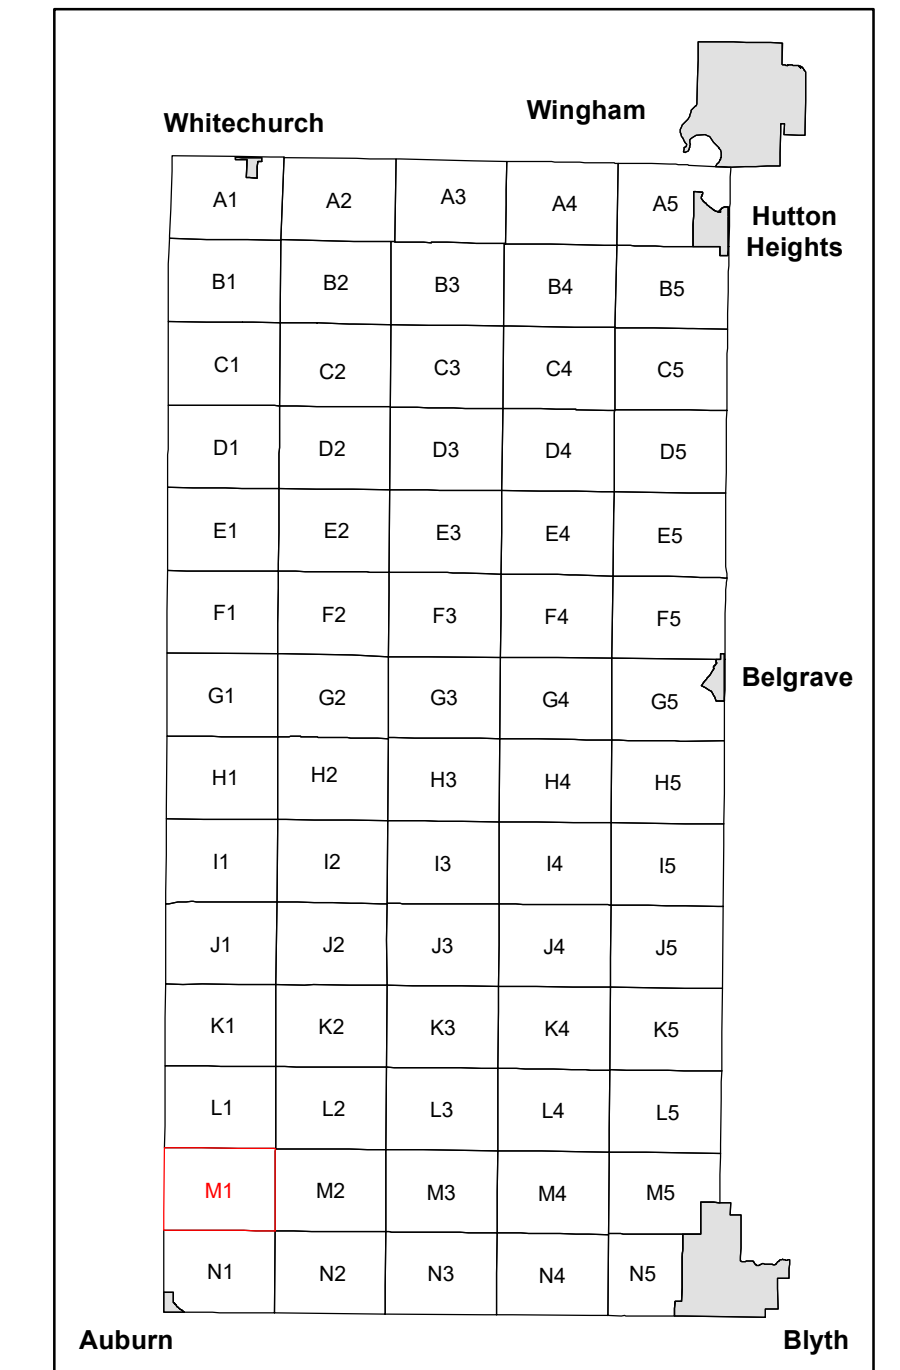 Wingham
Whitechurch
A1 A2 A3 A4 A5
Hutton
Heights
B1 B2 B3 B4 B5
C1 C2 C3 C4 C5
D1 D2 D3 D4 D5
E1 E2 E3 E4 E5
F1 F2 F3 F4 F5
Belgrave
G1 G2 G3 G4 G5
H1 H2 H3 H4 H5
I1 I2 I3 I4 I5
J1 J2 J3 J4 J5
K1 K2 K3 K4 K5
L1 L2 L3 L4 L5
M1 M2 M3 M4 M5
N1 N2 N3 N4 N5
Auburn Blyth